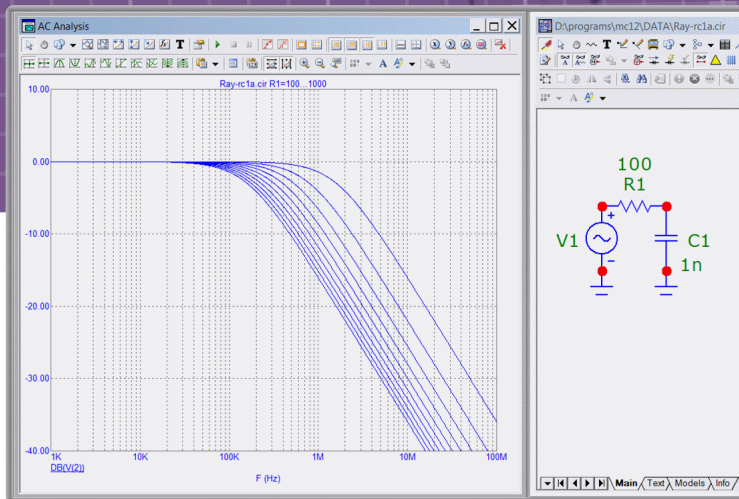 AC Analysis
Ray-rc1a.cir R1=100...1000
10.00
0.00
-10.00
-20.00
-30.00
-40.00
1K 10K 100K 1M 10M 100M
DB(V(2))
F (Hz)
D:\programs\mc12\DATA\Ray-rc1a.cir
100
R1
V1
+
-
C1
1n
Main Text Models Info